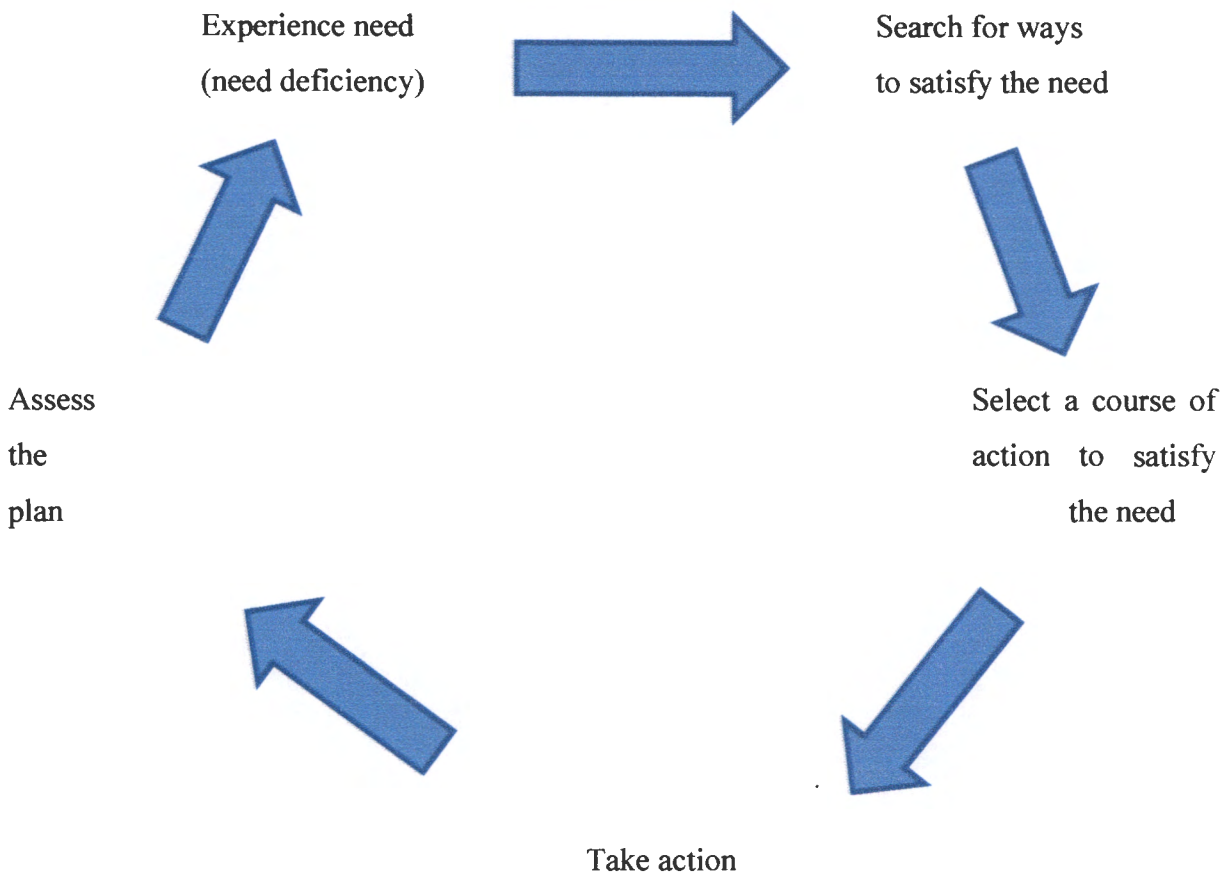 Experience need
(need deficiency)
Search for ways
to satisfy the need
Select a course of
action to satisfy
the need
Take action
Assess
the
plan